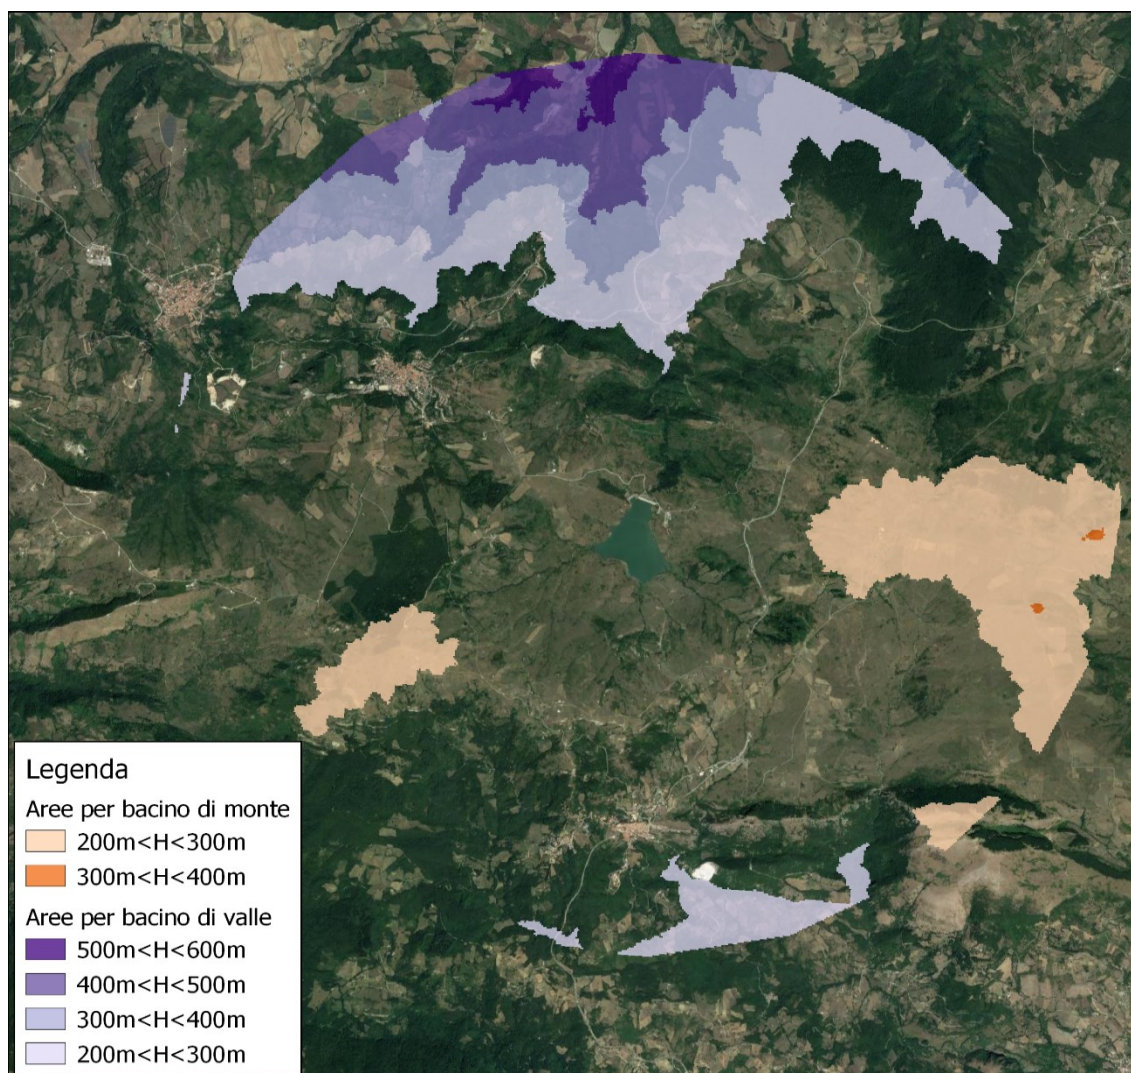 Legenda
Aree per bacino di monte
200m<H<300m
300m<H<400m
Aree per bacino di valle
500m<H<600m
400m<H<500m
300m<H<400m
200m<H<300m